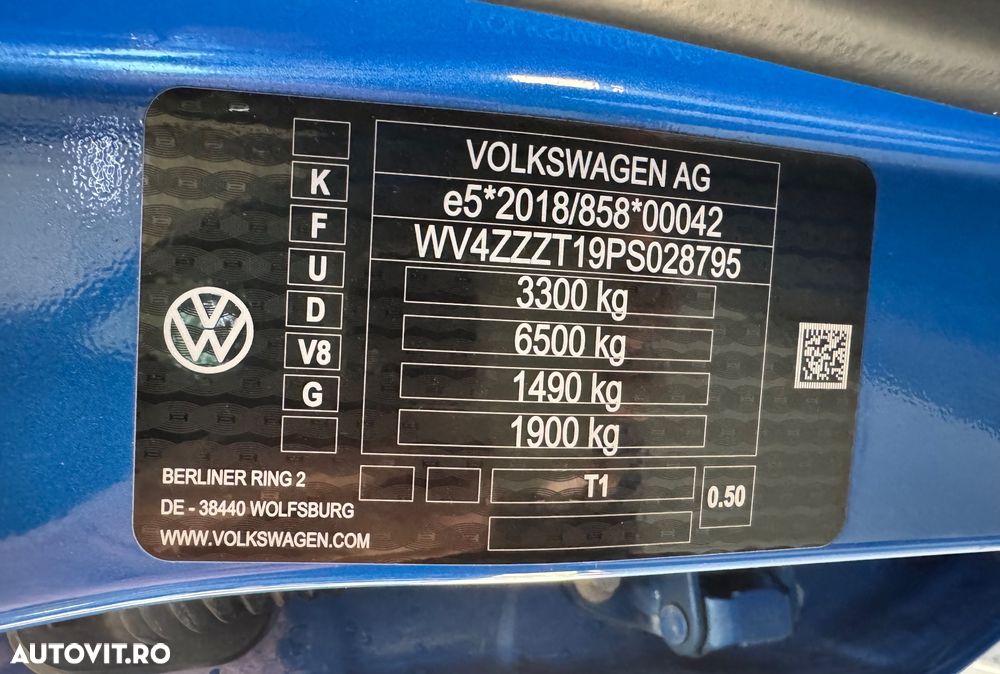 VOLKSWAGEN AG
e5*2018/858*00042
WV4ZZZT19PS028795
3300 kg
6500 kg
1490 kg
1900 kg
K
F
U
D
V8
G
T1
0.50
BERLINER RING 2
DE - 38440 WOLFSBURG
WWW.VOLKSWAGEN.COM
AUTOVIT.RO